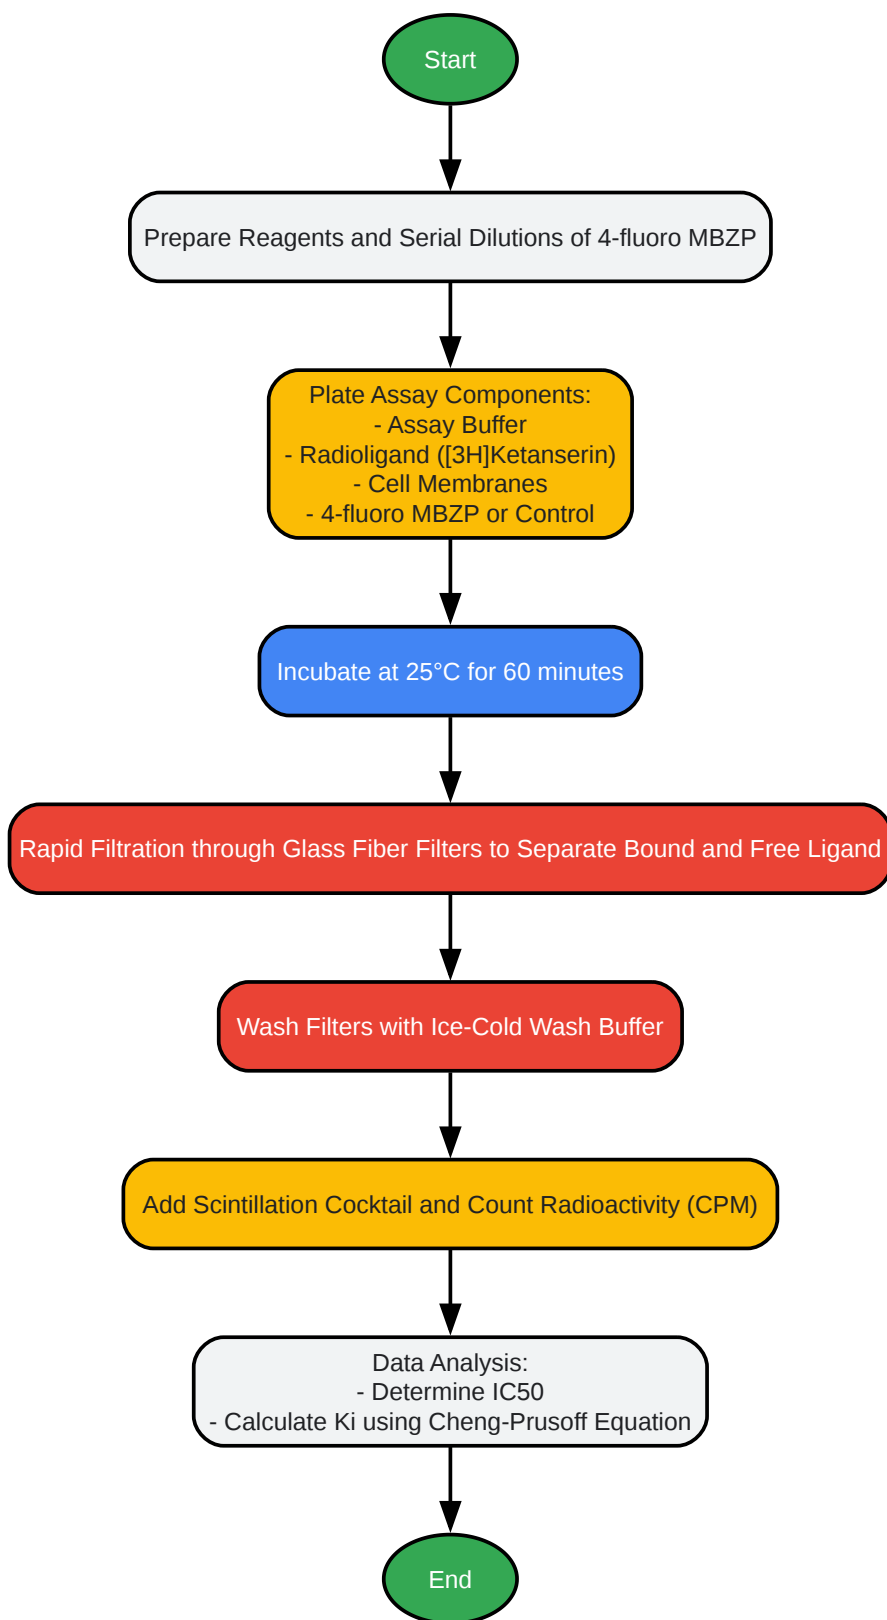 Start
Prepare Reagents and Serial Dilutions of 4-fluoro MBZP
Plate Assay Components:
- Assay Buffer
- Radioligand ([3H]Ketanserin)
- Cell Membranes
- 4-fluoro MBZP or Control
Incubate at 25°C for 60 minutes
Rapid Filtration through Glass Fiber Filters to Separate Bound and Free Ligand
Wash Filters with Ice-Cold Wash Buffer
Add Scintillation Cocktail and Count Radioactivity (CPM)
Data Analysis:
- Determine IC50
- Calculate Ki using Cheng-Prusoff Equation
End